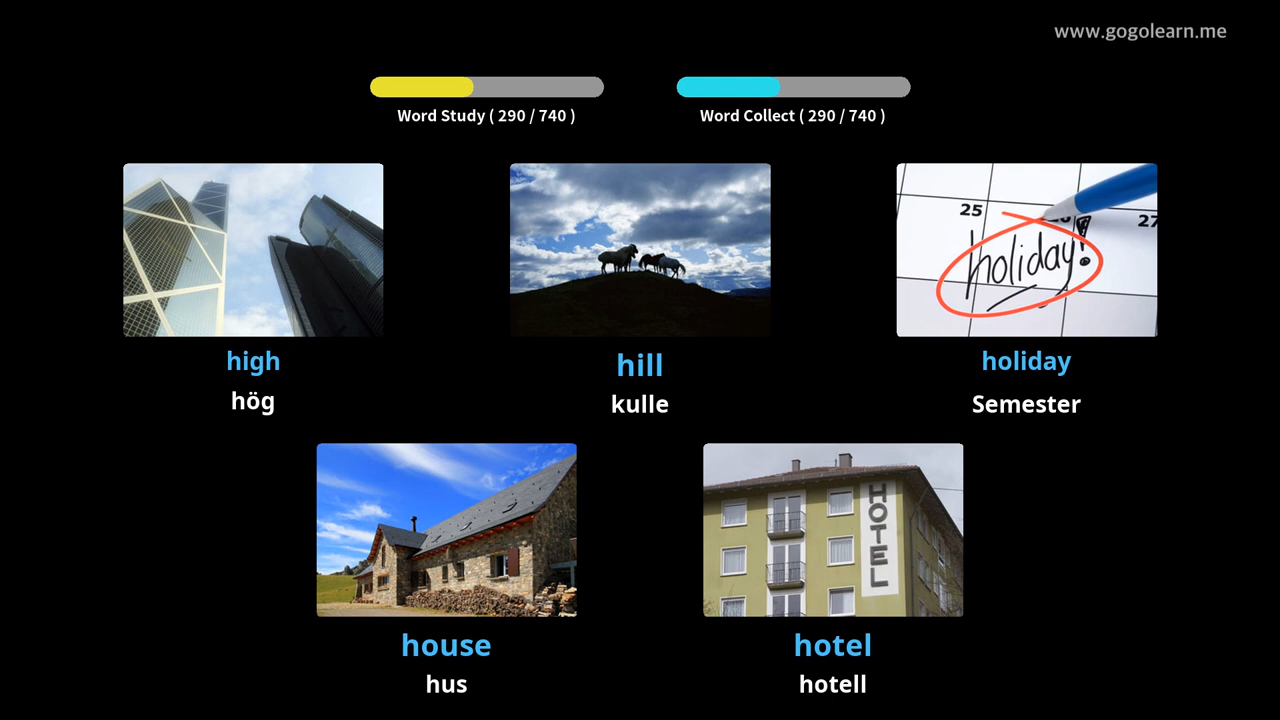 www.gogolearn.me
Word Study ( 290 / 740 )
Word Collect ( 290 / 740 )
25
27
holiday!
high
hill
holiday
hög
kulle
Semester
HOTEL
house
hotel
hus
hotell